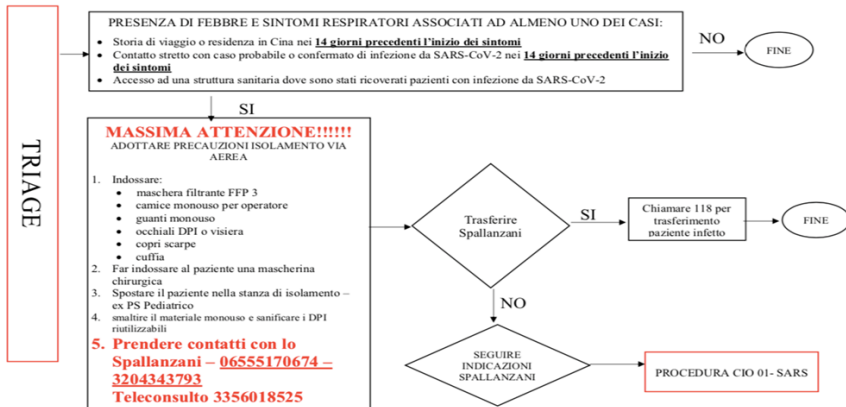 TRIAGE
PRESENZA DI FEBBRE E SINTOMI RESPIRATORI ASSOCIATI AD ALMENO UNO DEI CASI:
• Storia di viaggio o residenza in Cina nei 14 giorni precedenti l'inizio dei sintomi
• Contatto stretto con caso probabile o confermato di infezione da SARS-CoV-2 nei 14 giorni precedenti l'inizio
dei sintomi
• Accesso ad una struttura sanitaria dove sono stati ricoverati pazienti con infezione da SARS-CoV-2
NO
FINE
SI
MASSIMA ATTENZIONE!!!!!!
ADOTTARE PRECAUZIONI ISOLAMENTO VIA
AEREA
1. Indossare:
• maschera filtrante FFP 3
• camice monouso per operatore
• guanti monouso
• occhiali DPI o visiera
• copri scarpe
• cuffia
2. Far indossare al paziente una mascherina
chirurgica
3. Spostare il paziente nella stanza di isolamento –
ex PS Pediatrico
4. smaltire il materiale monouso e sanificare i DPI
riutilizzabili
5. Prendere contatti con lo
Spallanzani – 06555170674 –
3204343793
Teleconsulto 3356018525
Trasferire
Spallanzani
SI
Chiamare 118 per
trasferimento
paziente infetto
FINE
NO
SEGUIRE
INDICAZIONI
SPALLANZANI
PROCEDURA CIO 01- SARS